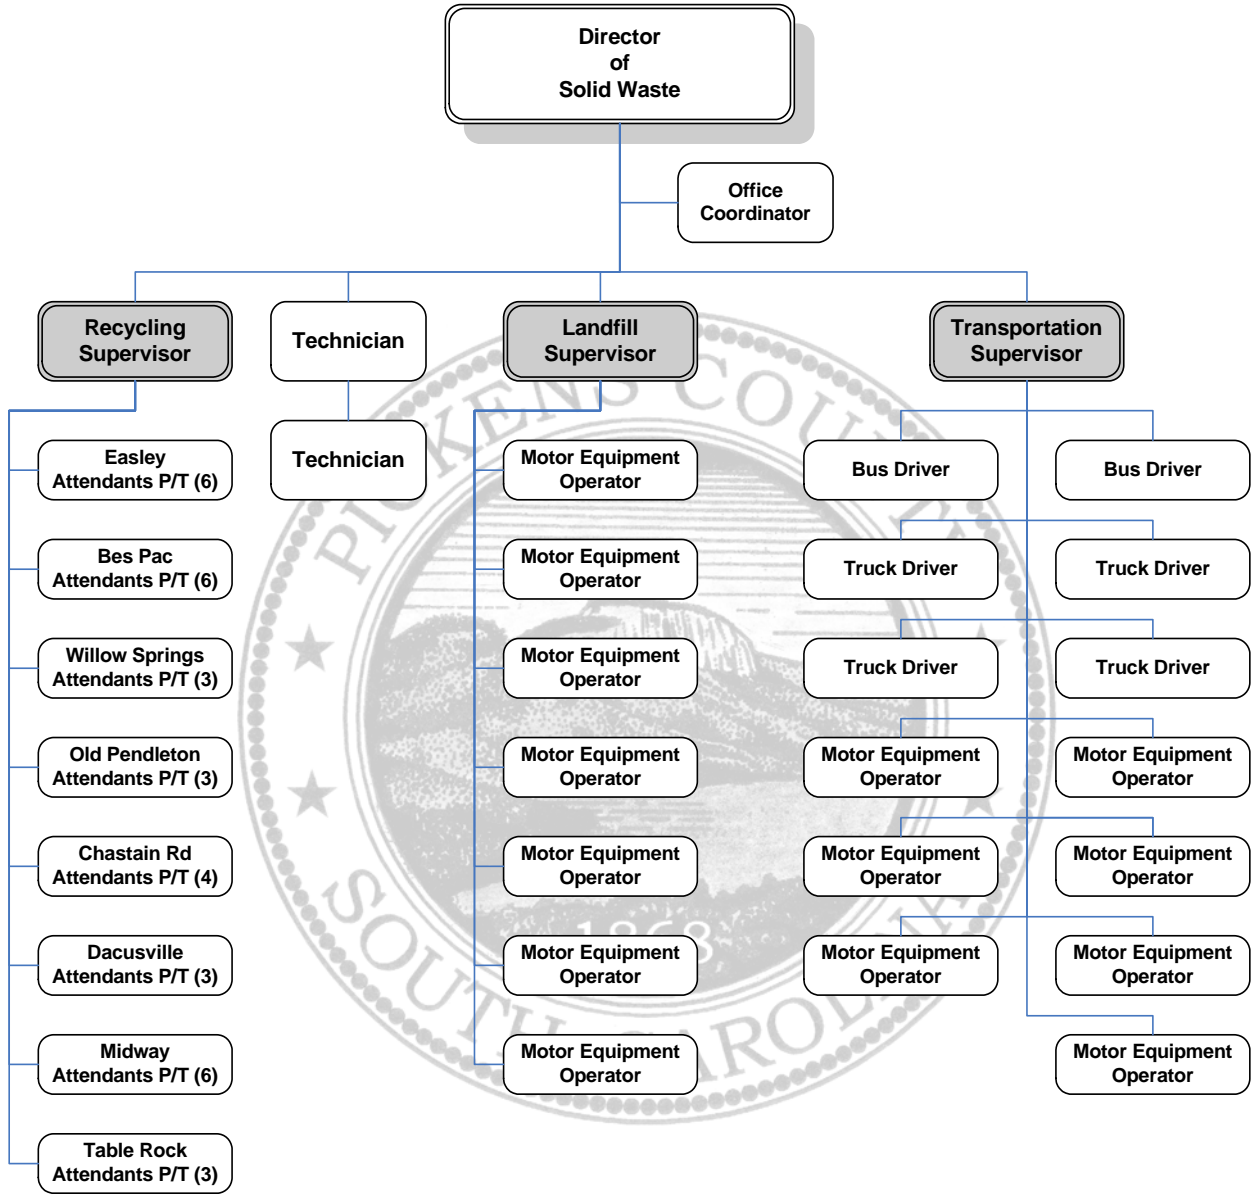 Director
of
Solid Waste
Office
Coordinator
Recycling
Supervisor
Technician
Landfill
Supervisor
Transportation
Supervisor
Easley
Attendants P/T (6)
Technician
Motor Equipment
Operator
Bus Driver
Bus Driver
Bes Pac
Attendants P/T (6)
Motor Equipment
Operator
Truck Driver
Truck Driver
Willow Springs
Attendants P/T (3)
Motor Equipment
Operator
Truck Driver
Truck Driver
Old Pendleton
Attendants P/T (3)
Motor Equipment
Operator
Motor Equipment
Operator
Motor Equipment
Operator
Chastain Rd
Attendants P/T (4)
Motor Equipment
Operator
Motor Equipment
Operator
Motor Equipment
Operator
Dacusville
Attendants P/T (3)
Motor Equipment
Operator
Motor Equipment
Operator
Motor Equipment
Operator
Midway
Attendants P/T (6)
Motor Equipment
Operator
Motor Equipment
Operator
Table Rock
Attendants P/T (3)
PICKENS COUNTY
1868
SOUTH CAROLINA